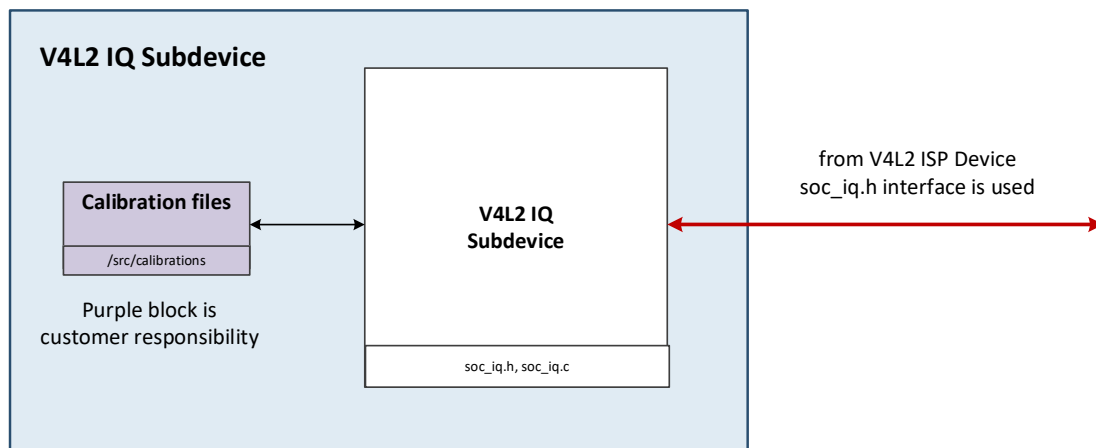 V4L2 IQ Subdevice
Calibration files
/src/calibrations
Purple block is
customer responsibility
V4L2 IQ
Subdevice
soc_iq.h, soc_iq.c
from V4L2 ISP Device
soc_iq.h interface is used